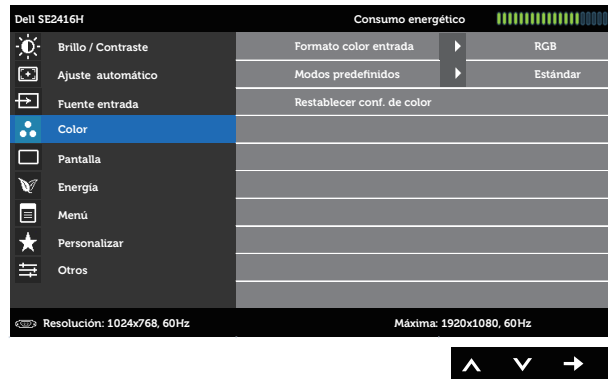 Dell SE2416H Consumo energético
Brillo / Contraste Formato color entrada RGB
Ajuste automático Modos predefinidos Estándar
Fuente entrada Restablecer conf. de color
Color
Pantalla
Energía
Menú
Personalizar
Otros
Resolución: 1024x768, 60Hz Máxima: 1920x1080, 60Hz